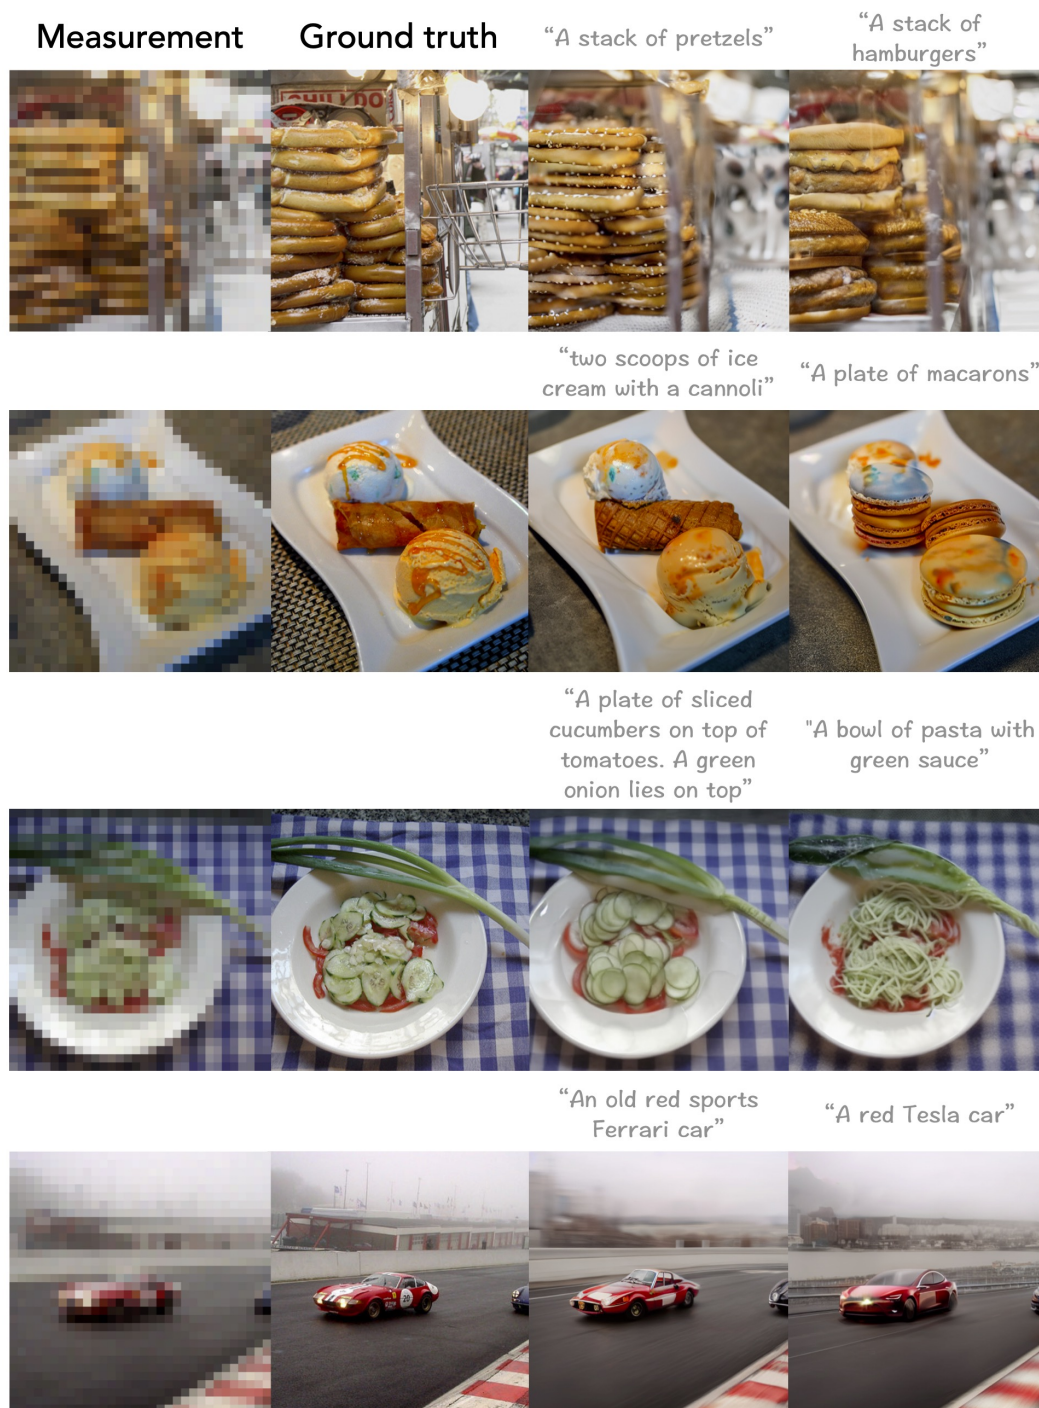 Measurement
Ground truth
“A stack of pretzels”
“A stack of
hamburgers”
“two scoops of ice
cream with a cannoli”
“A plate of macarons”
“A plate of sliced
cucumbers on top of
tomatoes. A green
onion lies on top”
"A bowl of pasta with
green sauce”
“An old red sports
Ferrari car”
“A red Tesla car”